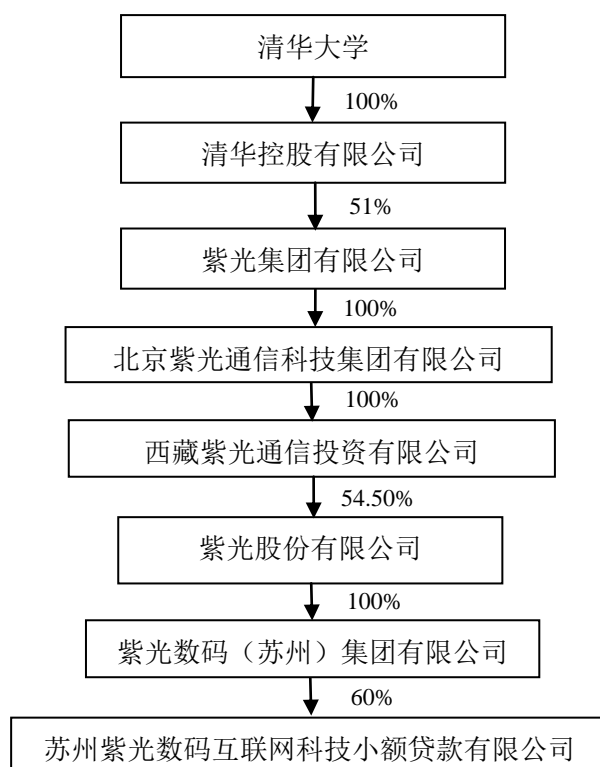 清华大学
100%
清华控股有限公司
51%
紫光集团有限公司
100%
北京紫光通信科技集团有限公司
100%
西藏紫光通信投资有限公司
54.50%
紫光股份有限公司
100%
紫光数码（苏州）集团有限公司
60%
苏州紫光数码互联网科技小额贷款有限公司